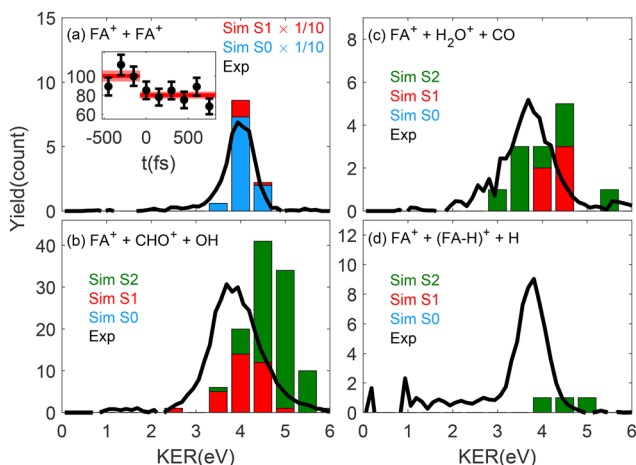 (a) FA⁺ + FA⁺
Sim S1 × 1/10
Sim S0 × 1/10
Exp
100
80
60
-500 0 500
t(fs)
15
10
5
0
(c) FA⁺ + H₂O⁺ + CO
Sim S2
Sim S1
Sim S0
Exp
8
6
4
2
0
Yield(count)
(b) FA⁺ + CHO⁺ + OH
Sim S2
Sim S1
Sim S0
Exp
40
30
20
10
0
0 1 2 3 4 5 6
KER(eV)
(d) FA⁺ + (FA-H)⁺ + H
Sim S2
Sim S1
Sim S0
Exp
12
10
8
6
4
2
0
0 1 2 3 4 5 6
KER(eV)